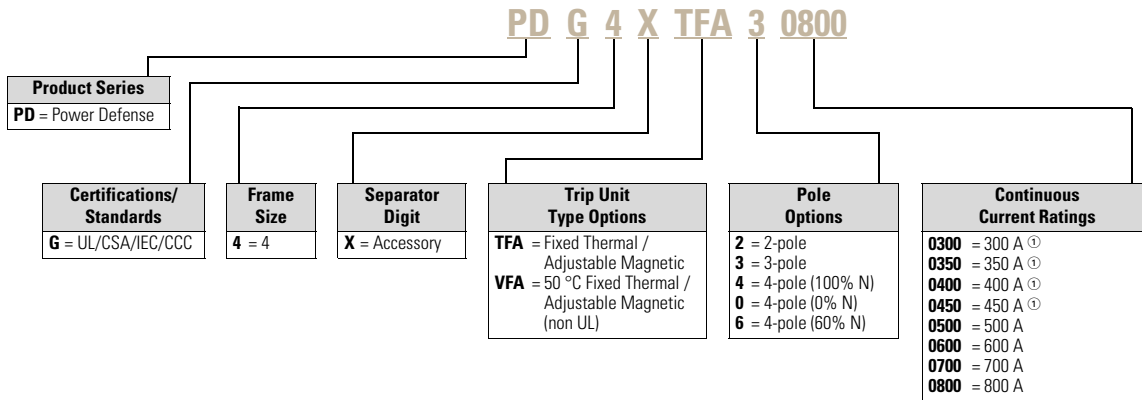 PD G 4 X TFA 3 0800
Product Series
PD = Power Defense
Certifications/
Standards
G = UL/CSA/IEC/CCC
Frame
Size
4 = 4
Separator
Digit
X = Accessory
Trip Unit
Type Options
TFA = Fixed Thermal /
Adjustable Magnetic
VFA = 50 °C Fixed Thermal /
Adjustable Magnetic
(non UL)
Pole
Options
2 = 2-pole
3 = 3-pole
4 = 4-pole (100% N)
0 = 4-pole (0% N)
6 = 4-pole (60% N)
Continuous
Current Ratings
0300 = 300 A ①
0350 = 350 A ①
0400 = 400 A ①
0450 = 450 A ①
0500 = 500 A
0600 = 600 A
0700 = 700 A
0800 = 800 A